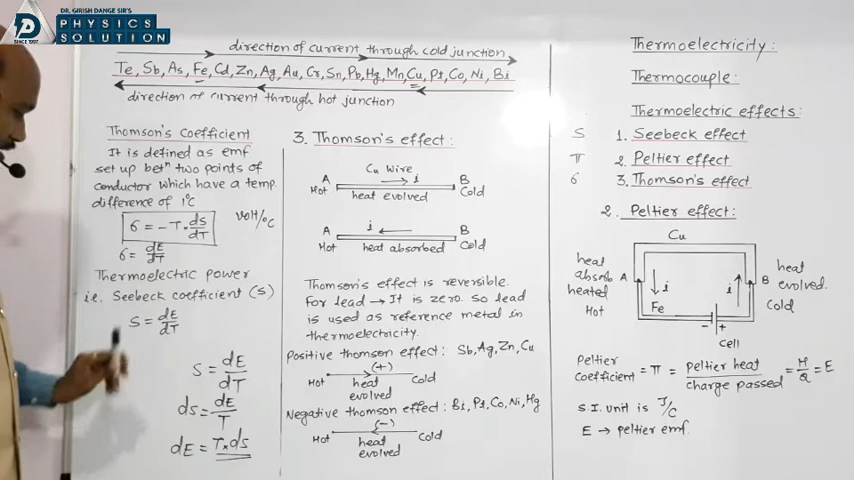 DR. GIRISH DANGE SIR'S
PHYSICS
SOLUTION
SINCE 1997
direction of current through cold junction
Te, Sb, As, Fe, Cd, Zn, Ag, Au, Cr, Sn, Pb, Hg, Mn, Cu, Pt, Co, Ni, Bi
direction of current through hot junction
Thomson's coefficient
It is defined as emf
set up betⁿ two points of
conductor which have a temp.
difference of 1°C
σ = -T.ds/dT volt/°C
σ = dE/dT
Thermoelectric power
i.e. Seebeck coefficient (S)
S = dE/dT
S = dE/dT
ds = dE/T
dE = T×ds
3. Thomson's effect :
Cu wire
A B
i
Hot Cold
heat evolved
i
A B
Hot Cold
heat absorbed
Thomson's effect is reversible.
For lead → It is zero. so lead
is used as reference metal in
thermoelectricity.
Positive thomson effect : Sb, Ag, Zn, Cu
(+)
Hot Cold
heat
evolved
Negative thomson effect : Bi, Pt, Co, Ni, Hg
(-)
Hot Cold
heat
evolved
Thermoelectricity :
Thermocouple :
Thermoelectric effects :
S 1. Seebeck effect
π 2. Peltier effect
σ 3. Thomson's effect
2. Peltier effect :
Cu
heat
absorb
heated
Hot
A
i
Fe
i
B
heat
evolved.
Cold
- +
Cell
Peltier
Coefficient = π = peltier heat/charge passed = H/Q = E
S.I. unit is J/C
E → peltier emf.